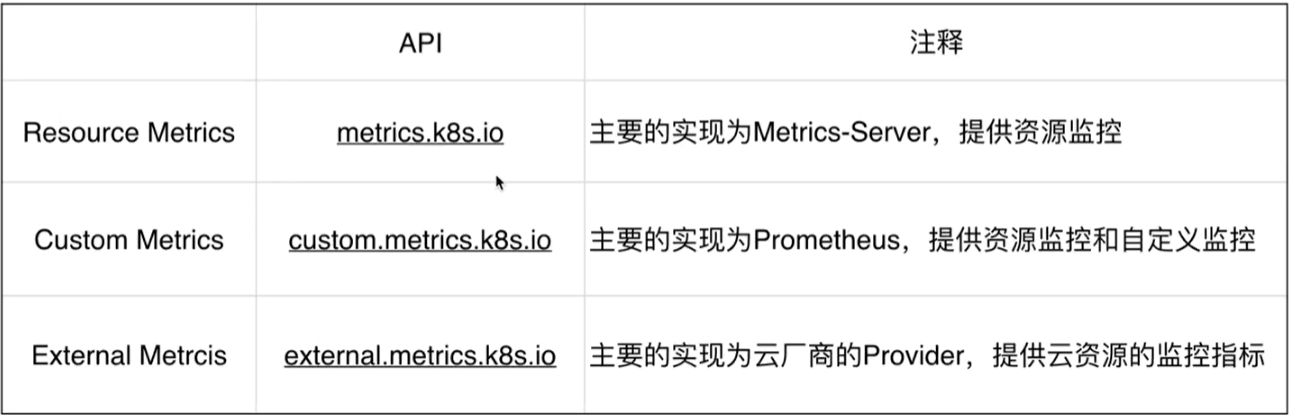 API 注释
Resource Metrics metrics.k8s.io 主要的实现为Metrics-Server，提供资源监控
Custom Metrics custom.metrics.k8s.io 主要的实现为Prometheus，提供资源监控和自定义监控
External Metrcis external.metrics.k8s.io 主要的实现为云厂商的Provider，提供云资源的监控指标